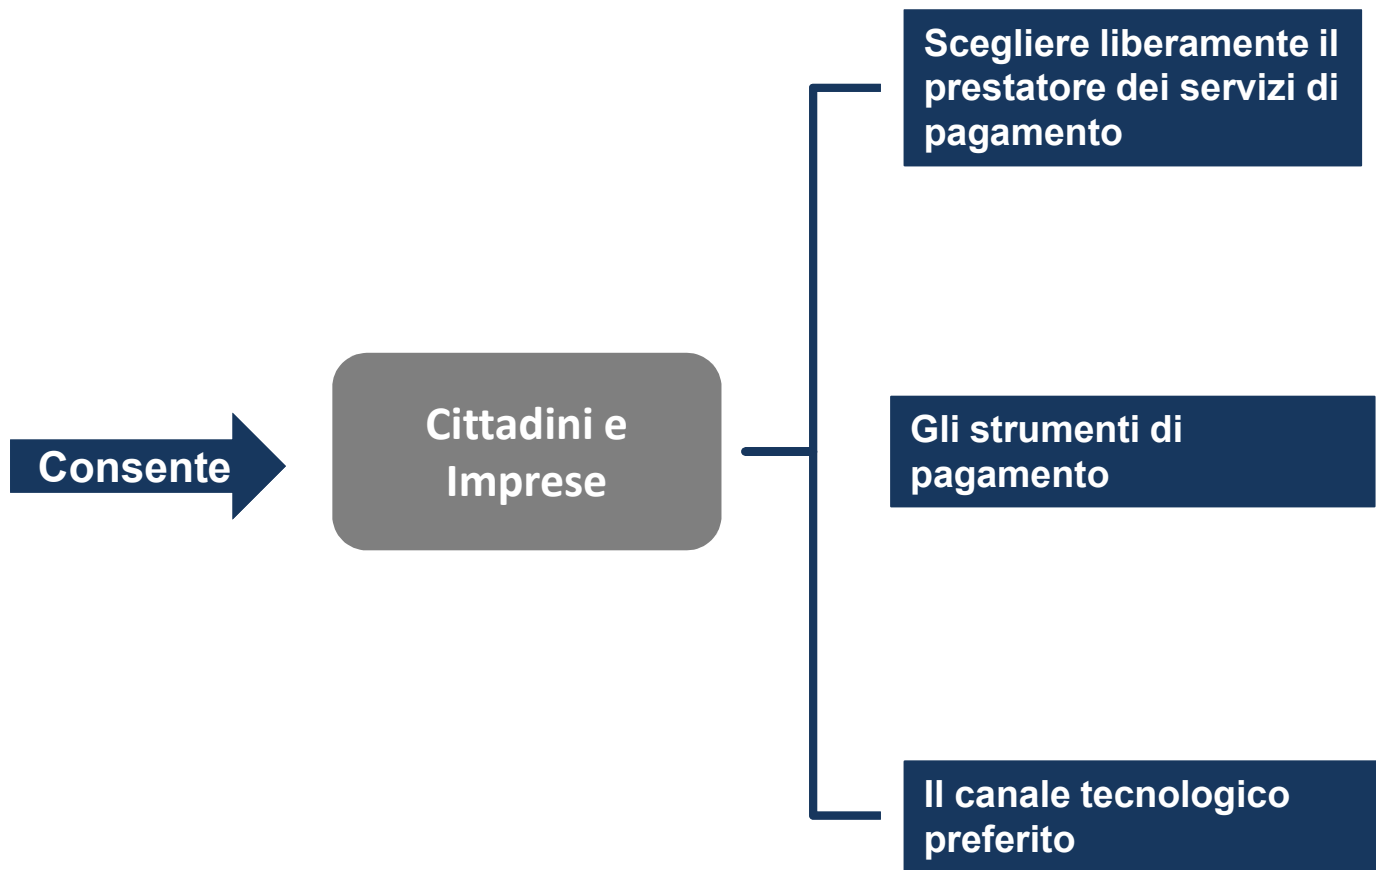 Consente
Cittadini e
Imprese
Scegliere liberamente il
prestatore dei servizi di
pagamento
Gli strumenti di
pagamento
Il canale tecnologico
preferito